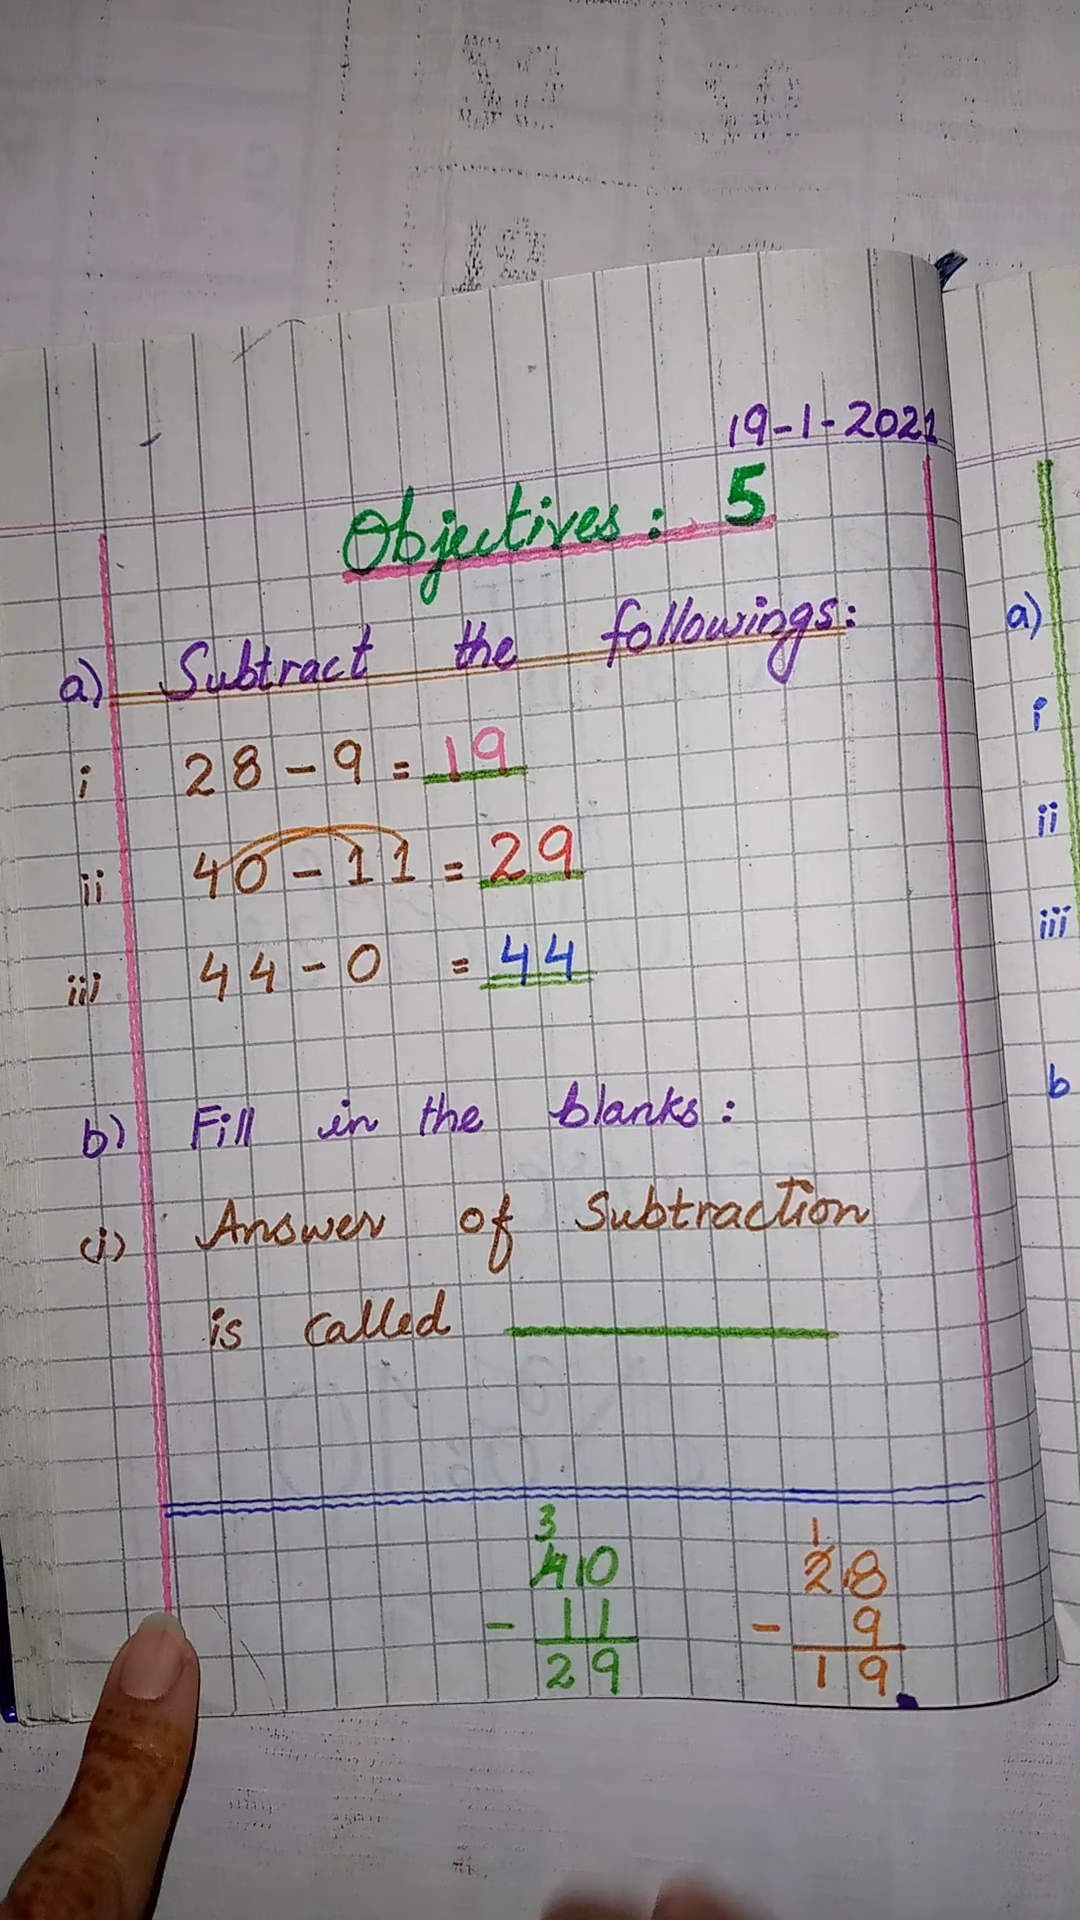 19-1-2021
Objectives: 5
a) Subtract the followings:
i 28 - 9 = 19
ii 40 - 11 = 29
iii 44 - 0 = 44
b) Fill in the blanks:
(i) Answer of Subtraction
is called
3 1
40 28
- 11 - 9
29 19
a)
i
ii
iii
b